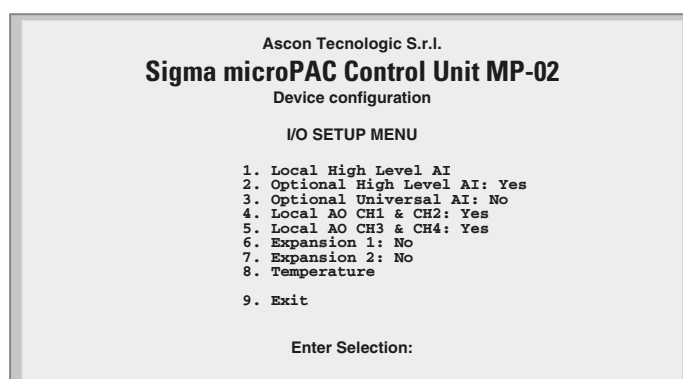 Ascon Tecnologic S.r.l.
Sigma microPAC Control Unit MP-02
Device configuration
I/O SETUP MENU
1. Local High Level AI
2. Optional High Level AI: Yes
3. Optional Universal AI: No
4. Local AO CH1 & CH2: Yes
5. Local AO CH3 & CH4: Yes
6. Expansion 1: No
7. Expansion 2: No
8. Temperature
9. Exit
Enter Selection: